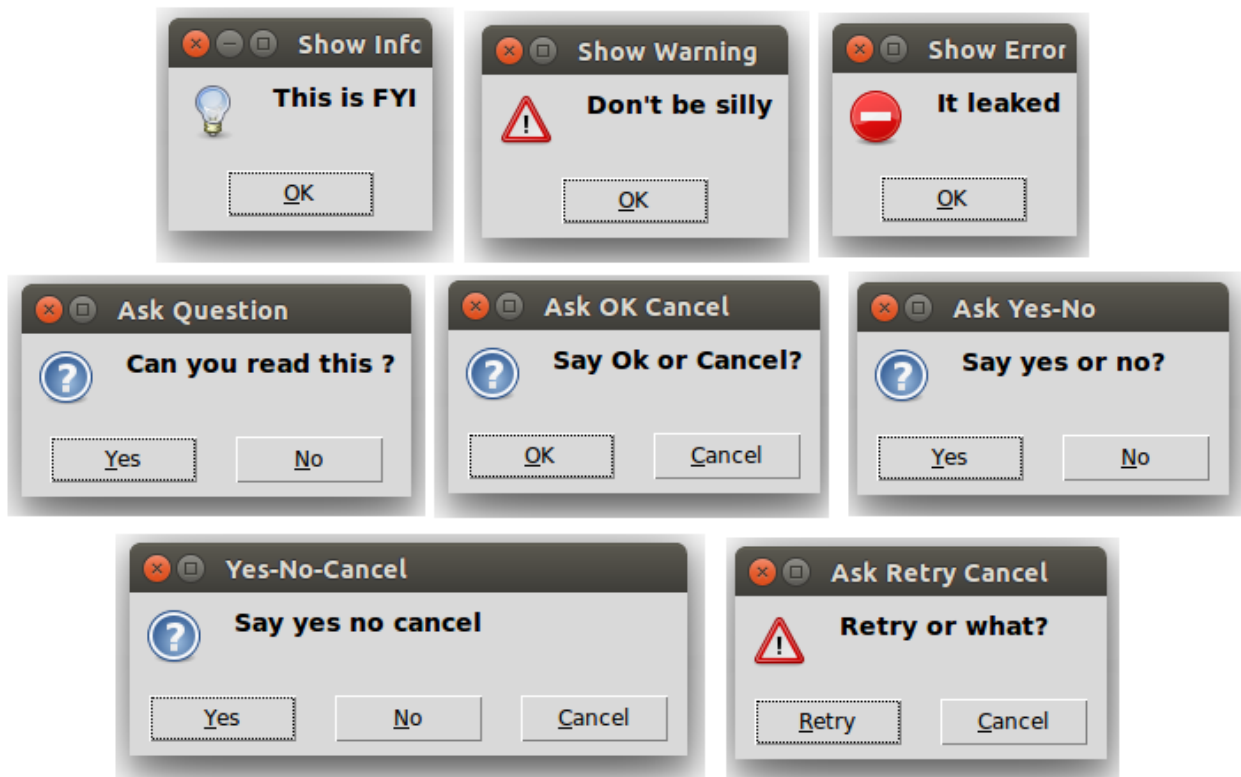 Show Info
This is FYI
OK
Show Warning
Don't be silly
OK
Show Error
It leaked
OK
Ask Question
Can you read this ?
Yes No
Ask OK Cancel
Say Ok or Cancel?
OK Cancel
Ask Yes-No
Say yes or no?
Yes No
Yes-No-Cancel
Say yes no cancel
Yes No Cancel
Ask Retry Cancel
Retry or what?
Retry Cancel